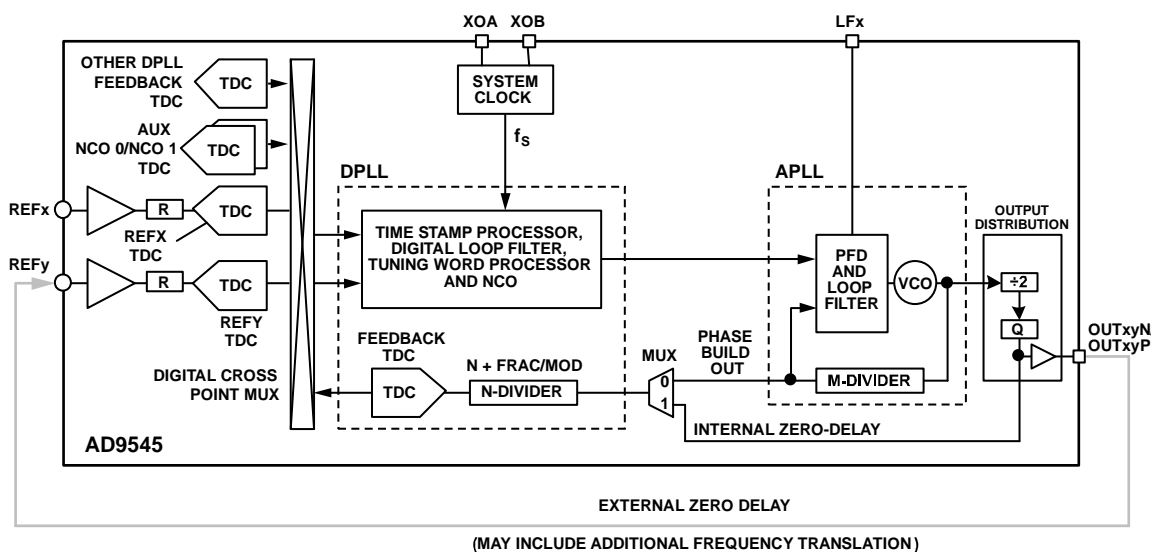 XOA XOB
LFx
OTHER DPLL
FEEDBACK
TDC
TDC
SYSTEM
CLOCK
AUX
NCO 0/NCO 1
TDC
TDC
fS
DPLL
APLL
OUTPUT
DISTRIBUTION
REFx
R
TDC
REFX
TDC
TIME STAMP PROCESSOR,
DIGITAL LOOP FILTER,
TUNING WORD PROCESSOR
AND NCO
PFD
AND
LOOP
FILTER
VCO
÷2
Q
REFy
R
TDC
REFY
TDC
OUTxyN
OUTxyP
FEEDBACK
TDC
N + FRAC/MOD
MUX
PHASE
BUILD
OUT
DIGITAL CROSS
POINT MUX
TDC
N-DIVIDER
0
1
M-DIVIDER
INTERNAL ZERO-DELAY
AD9545
EXTERNAL ZERO DELAY
(MAY INCLUDE ADDITIONAL FREQUENCY TRANSLATION)